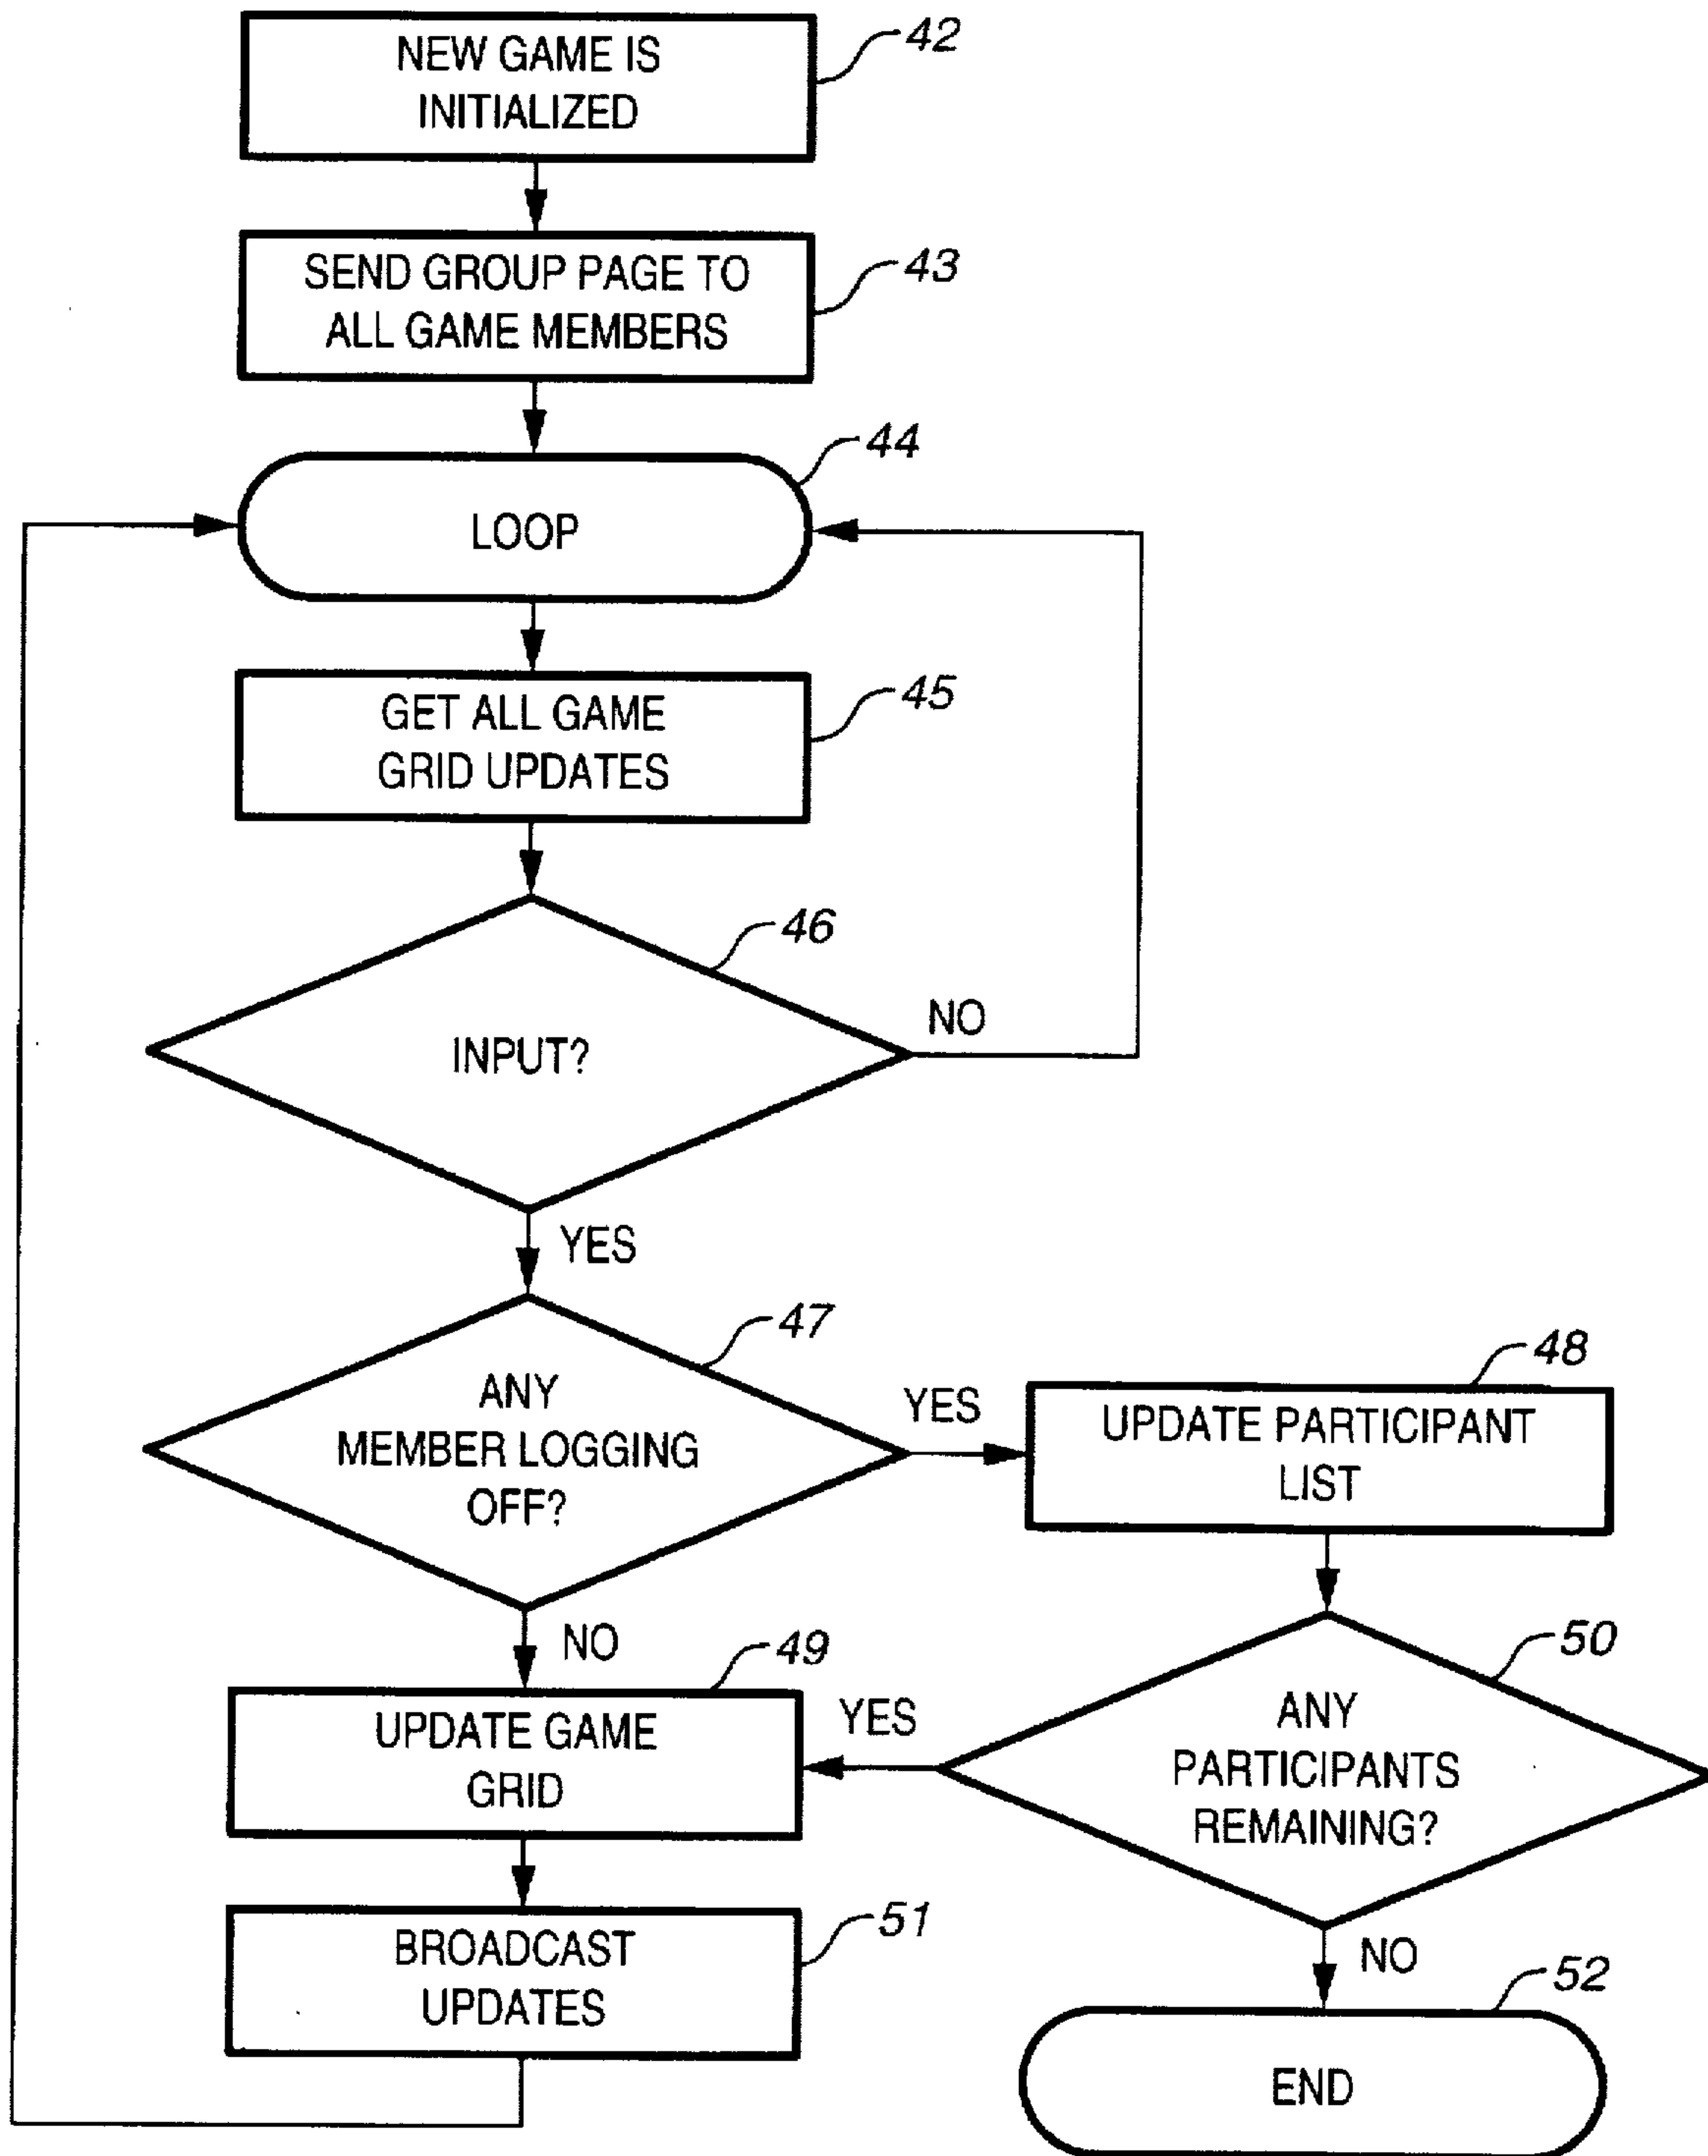 NEW GAME IS
INITIALIZED
42
SEND GROUP PAGE TO
ALL GAME MEMBERS
43
44
LOOP
GET ALL GAME
GRID UPDATES
45
46
INPUT?
NO
YES
47
ANY
MEMBER LOGGING
OFF?
YES
48
UPDATE PARTICIPANT
LIST
NO
49
UPDATE GAME
GRID
YES
50
ANY
PARTICIPANTS
REMAINING?
51
BROADCAST
UPDATES
NO
52
END